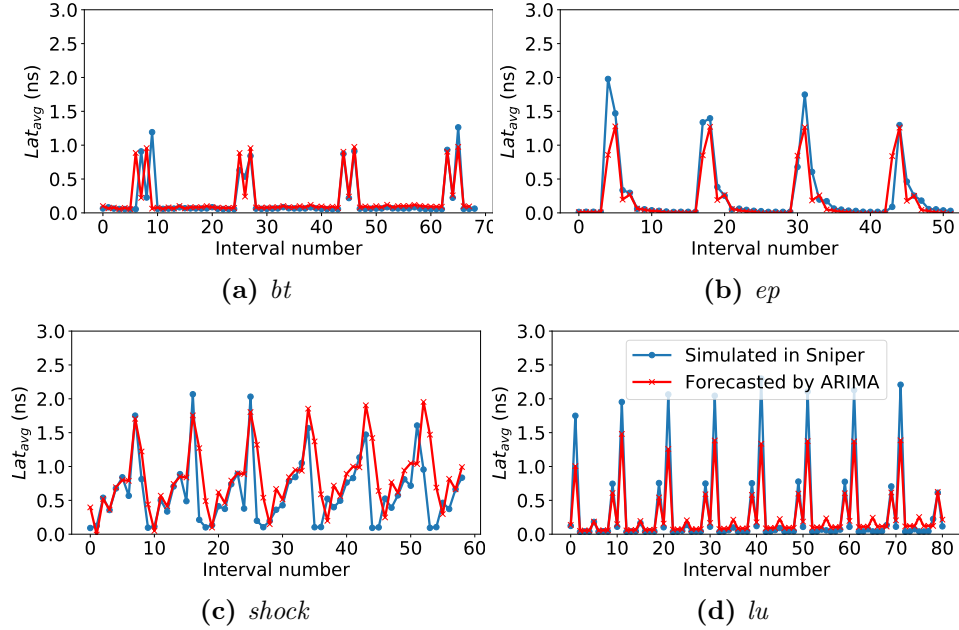 3.0
2.5
2.0
1.5
1.0
0.5
0.0
Lat_avg (ns)
0 10 20 30 40 50 60 70
Interval number
(a) bt
3.0
2.5
2.0
1.5
1.0
0.5
0.0
Lat_avg (ns)
0 10 20 30 40 50
Interval number
(b) ep
3.0
2.5
2.0
1.5
1.0
0.5
0.0
Lat_avg (ns)
0 10 20 30 40 50 60
Interval number
(c) shock
3.0
2.5
2.0
1.5
1.0
0.5
0.0
Lat_avg (ns)
Simulated in Sniper
Forecasted by ARIMA
0 10 20 30 40 50 60 70 80
Interval number
(d) lu